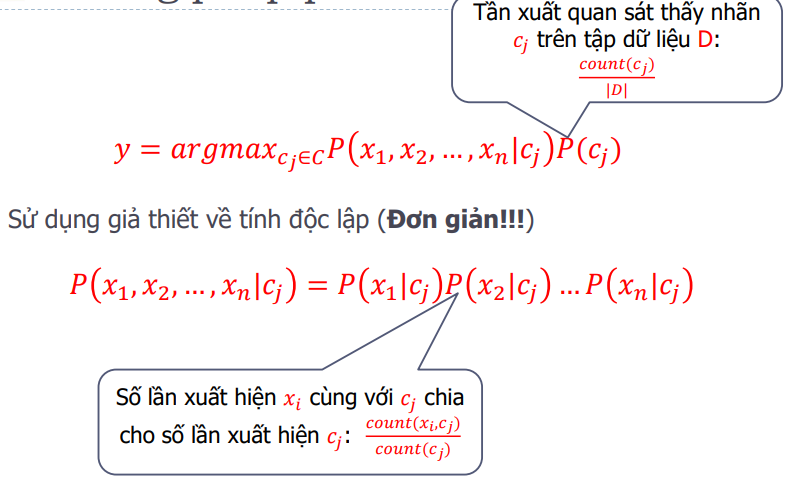 Tần xuất quan sát thấy nhãn
c_j trên tập dữ liệu D:
count(c_j)/|D|
y = argmax_{c_j∈C}P(x_1, x_2, …, x_n|c_j)P(c_j)
Sử dụng giả thiết về tính độc lập (Đơn giản!!!)
P(x_1, x_2, …, x_n|c_j) = P(x_1|c_j)P(x_2|c_j) … P(x_n|c_j)
Số lần xuất hiện x_i cùng với c_j chia
cho số lần xuất hiện c_j: count(x_i,c_j)/count(c_j)